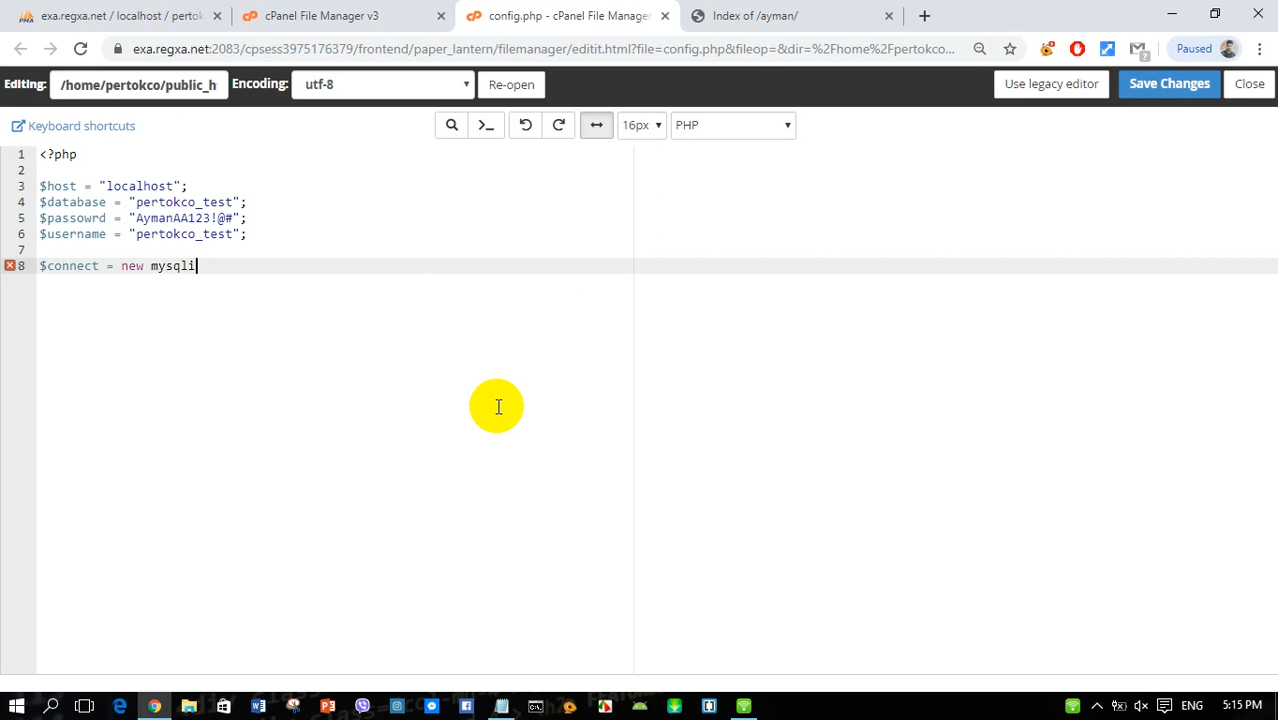 exa.regxa.net / localhost / pertok
cPanel File Manager v3
config.php - cPanel File Manager
Index of /ayman/
exa.regxa.net:2083/cpsess3975176379/frontend/paper_lantern/filemanager/editit.html?file=config.php&fileop=&dir=%2Fhome%2Fpertokco...
Paused
Editing:
/home/pertokco/public_h
Encoding:
utf-8
Re-open
Use legacy editor
Save Changes
Close
Keyboard shortcuts
16px
PHP
1 <?php
2
3 $host = "localhost";
4 $database = "pertokco_test";
5 $passowrd = "AymanAA123!@#";
6 $username = "pertokco_test";
7
8 $connect = new mysqli
ENG
5:15 PM